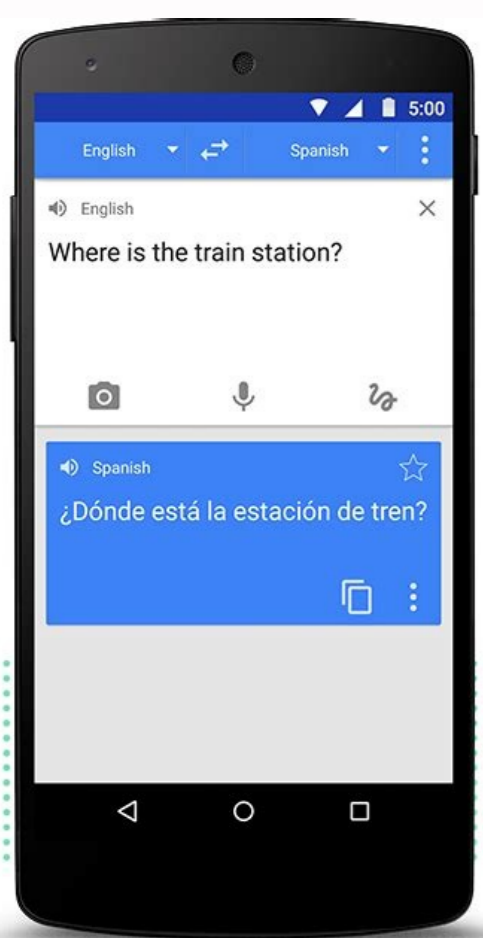 5:00
English Spanish
English
Where is the train station?
Spanish
¿Dónde está la estación de tren?